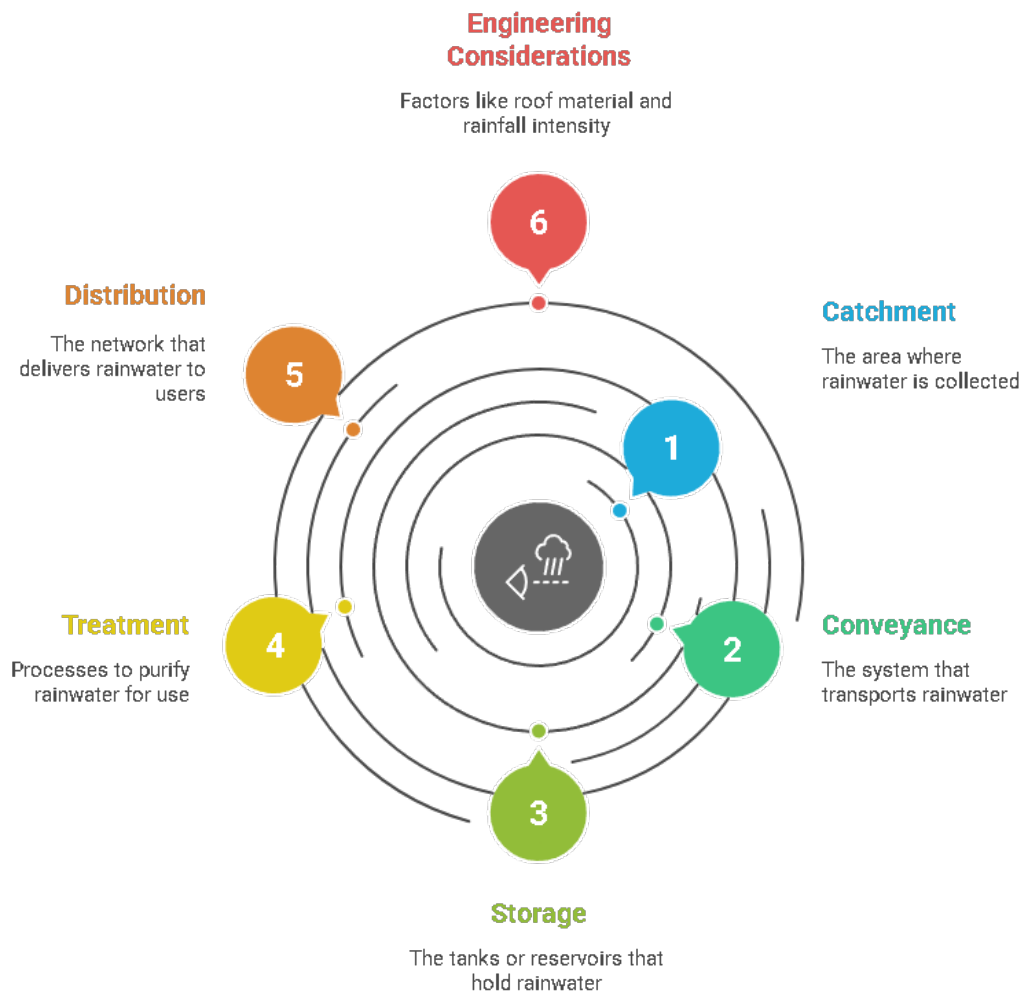 Engineering
Considerations
Factors like roof material and
rainfall intensity
6
Distribution
The network that
delivers rainwater to
users
5
Catchment
The area where
rainwater is collected
1
Treatment
Processes to purify
rainwater for use
4
Conveyance
The system that
transports rainwater
2
3
Storage
The tanks or reservoirs that
hold rainwater